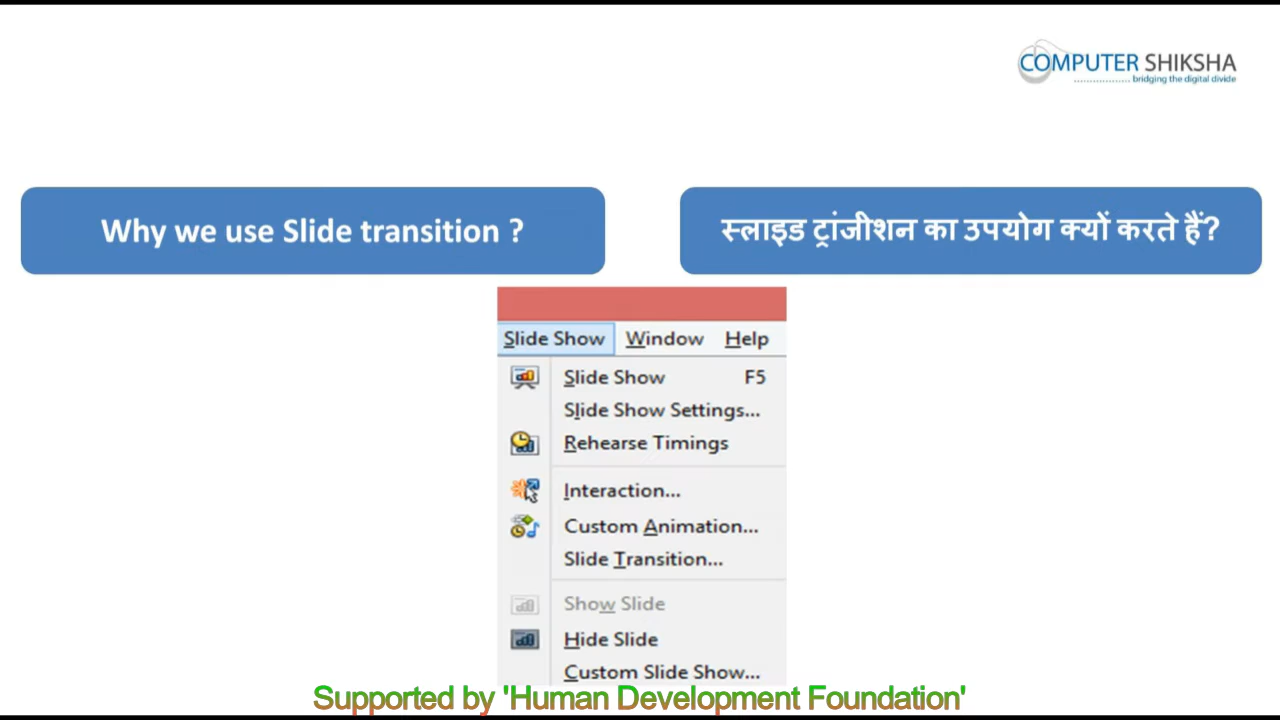 COMPUTER SHIKSHA
bridging the digital divide
Why we use Slide transition ?
स्लाइड ट्रांजीशन का उपयोग क्यों करते हैं?
Slide Show Window Help
Slide Show F5
Slide Show Settings...
Rehearse Timings
Interaction...
Custom Animation...
Slide Transition...
Show Slide
Hide Slide
Custom Slide Show...
Supported by 'Human Development Foundation'